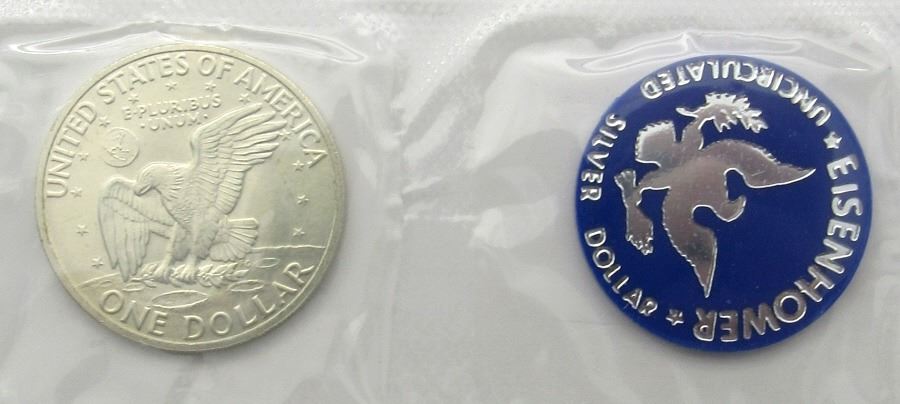 UNITED STATES OF AMERICA
E·PLURIBUS
·UNUM·
ONE DOLLAR
★ EISENHOWER ★
UNCIRCULATED SILVER DOLLAR